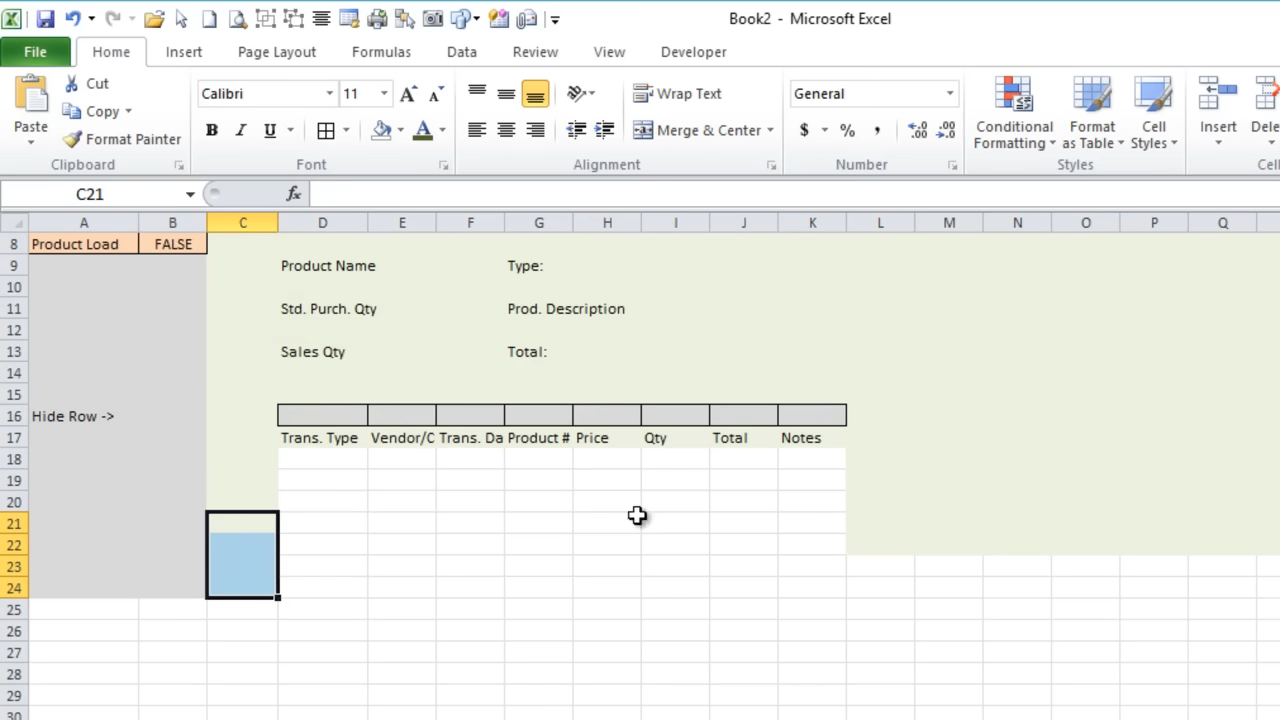 Book2 - Microsoft Excel
File Home Insert Page Layout Formulas Data Review View Developer
Paste
Cut
Copy
Format Painter
Clipboard
Calibri 11
B I U
Font
Wrap Text
Merge & Center
Alignment
General
$ % ,
Number
Conditional Formatting
Format as Table
Cell Styles
Styles
Insert
Dele
Cell
C21 fx
A B C D E F G H I J K L M N O P Q
8 Product Load FALSE
9 Product Name Type:
10
11 Std. Purch. Qty Prod. Description
12
13 Sales Qty Total:
14
15
16 Hide Row ->
17 Trans. Type Vendor/C Trans. Da Product # Price Qty Total Notes
18
19
20
21
22
23
24
25
26
27
28
29
30